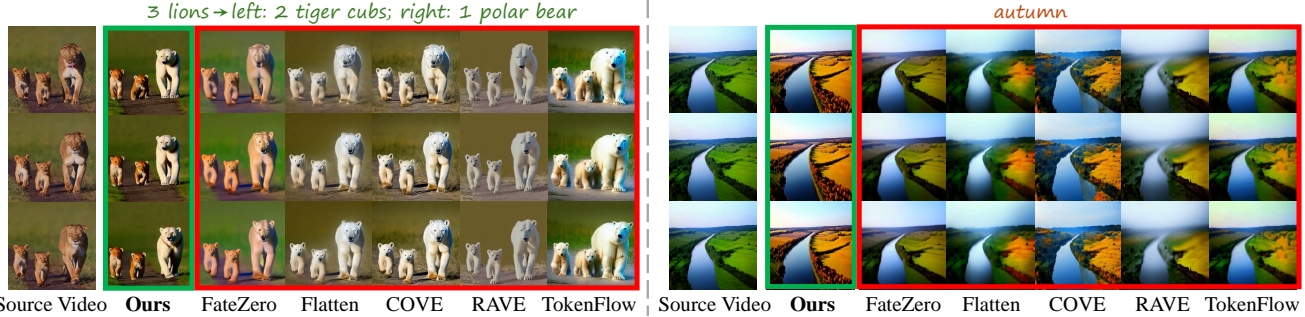 3 lions→left: 2 tiger cubs; right: 1 polar bear
autumn
Source Video Ours FateZero Flatten COVE RAVE TokenFlow
Source Video Ours FateZero Flatten COVE RAVE TokenFlow